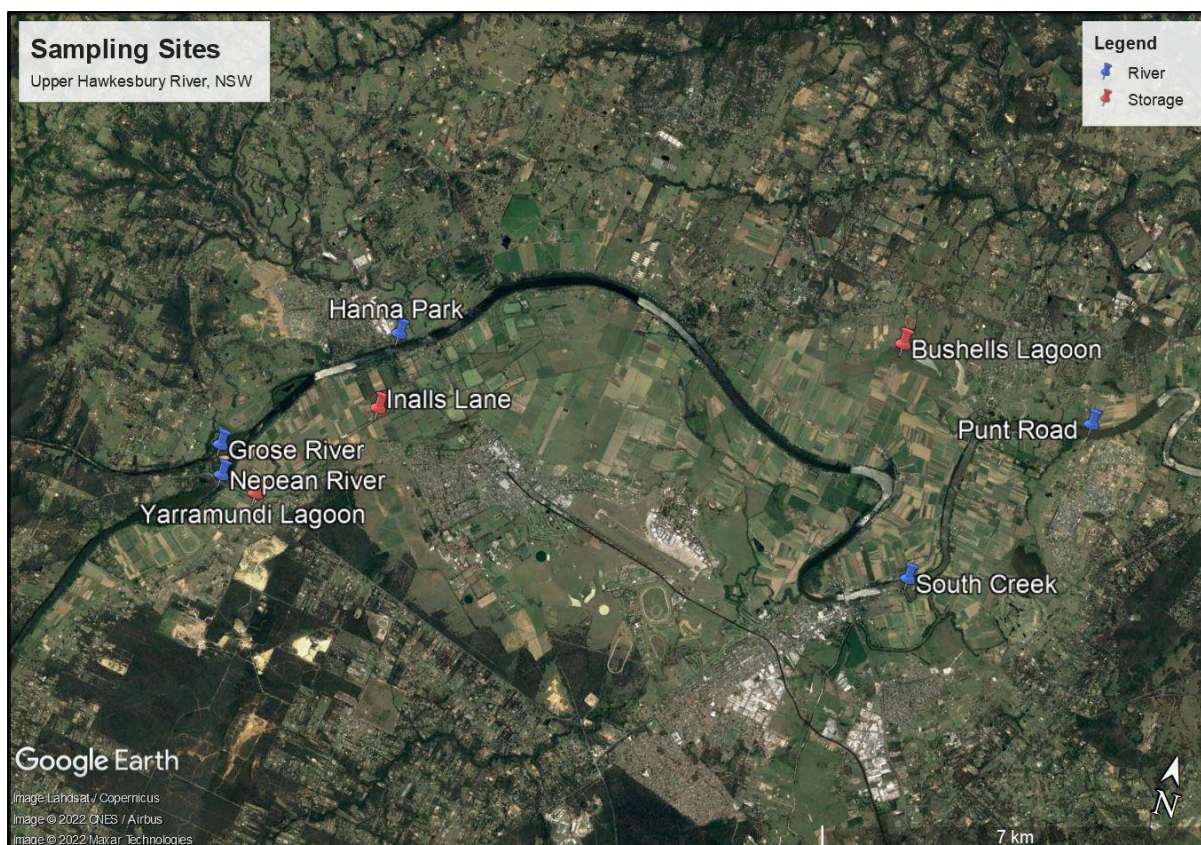 Sampling Sites
Upper Hawkesbury River, NSW
Legend
River
Storage
Hanna Park
Bushells Lagoon
Inalls Lane
Punt Road
Grose River
Nepean River
Yarramundi Lagoon
South Creek
Google Earth
Image Landsat / Copernicus
Image © 2022 CNES / Airbus
Image © 2022 Maxar Technologies
N
7 km